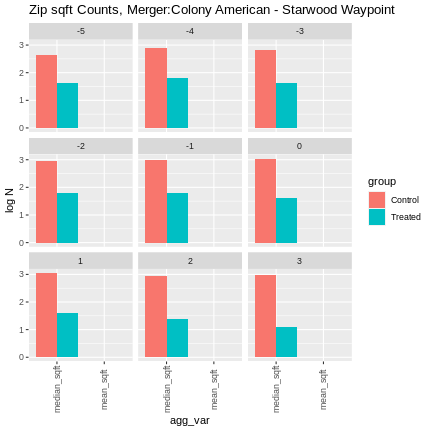 Zip sqft Counts, Merger:Colony American - Starwood Waypoint
-5 -4 -3
3
2
1
0
-2 -1 0
3
2
1
0
1 2 3
3
2
1
0
log N
median_sqft mean_sqft median_sqft mean_sqft median_sqft mean_sqft
agg_var
group
Control
Treated